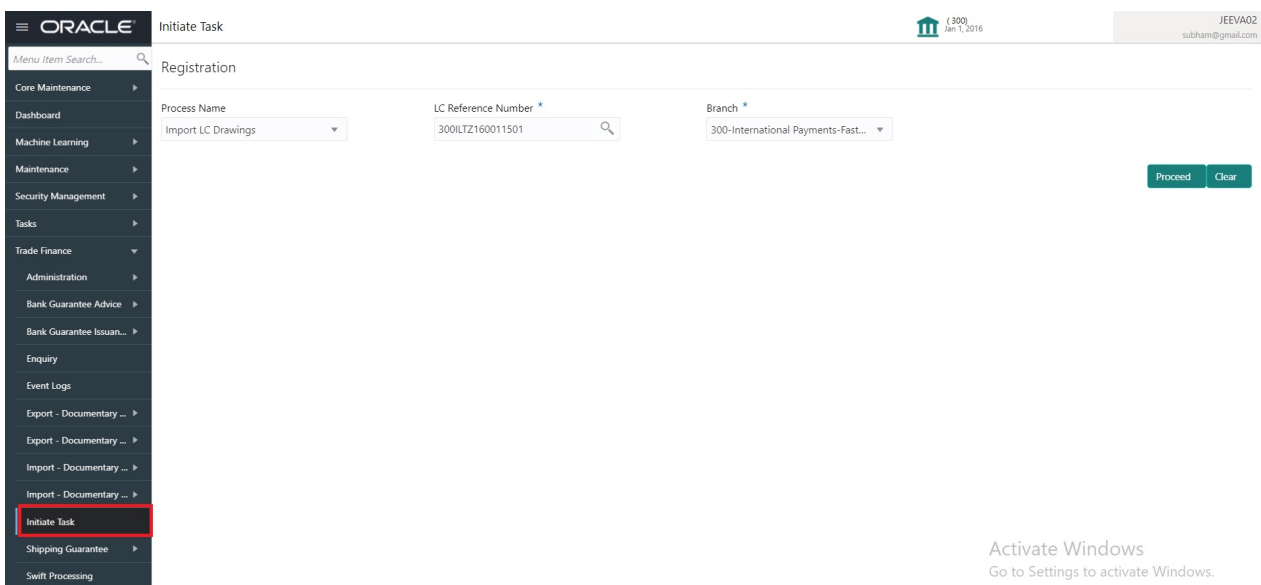 ORACLE
Initiate Task
( 300)
Jan 1, 2016
JEEVA02
subham@gmail.com
Menu Item Search...
Core Maintenance
Dashboard
Machine Learning
Maintenance
Security Management
Tasks
Trade Finance
Administration
Bank Guarantee Advice
Bank Guarantee Issuan...
Enquiry
Event Logs
Export - Documentary ...
Export - Documentary ...
Import - Documentary ...
Import - Documentary ...
Initiate Task
Shipping Guarantee
Swift Processing
Registration
Process Name
LC Reference Number *
Branch *
Import LC Drawings
300ILTZ160011501
300-International Payments-Fast...
Proceed
Clear
Activate Windows
Go to Settings to activate Windows.